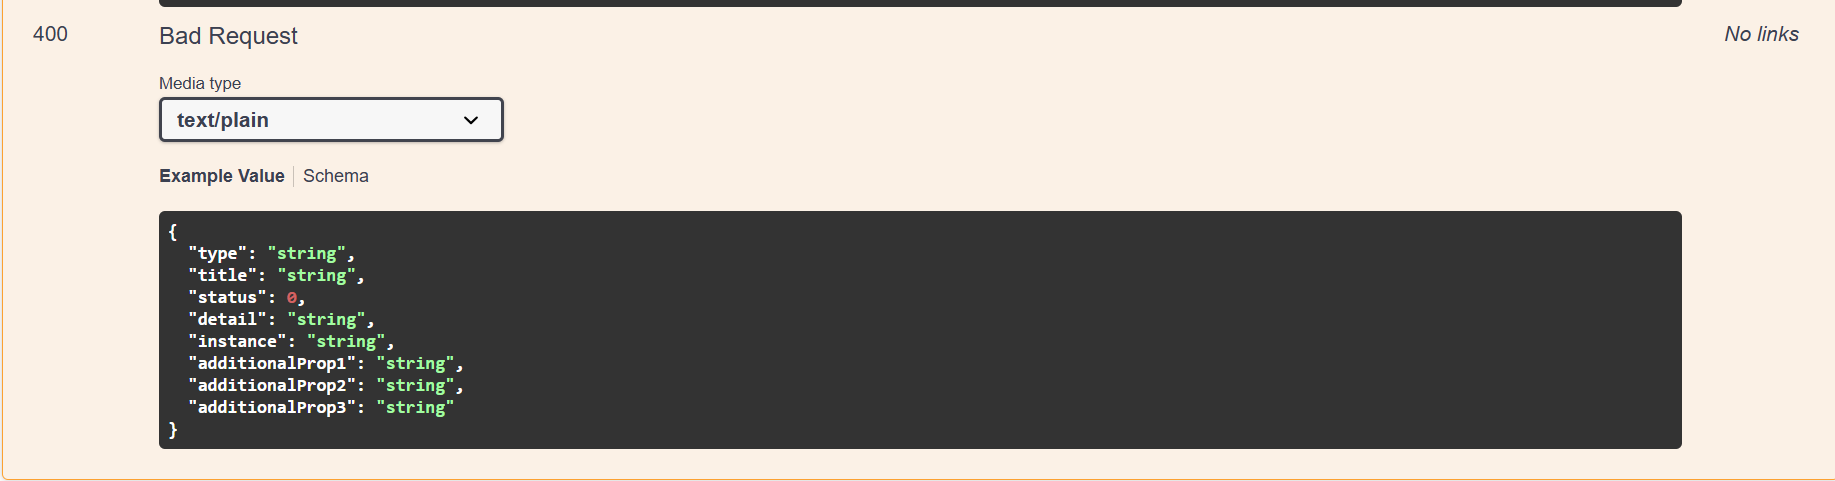 400 Bad Request No links
Media type
text/plain
Example Value Schema
{
  "type": "string",
  "title": "string",
  "status": 0,
  "detail": "string",
  "instance": "string",
  "additionalProp1": "string",
  "additionalProp2": "string",
  "additionalProp3": "string"
}